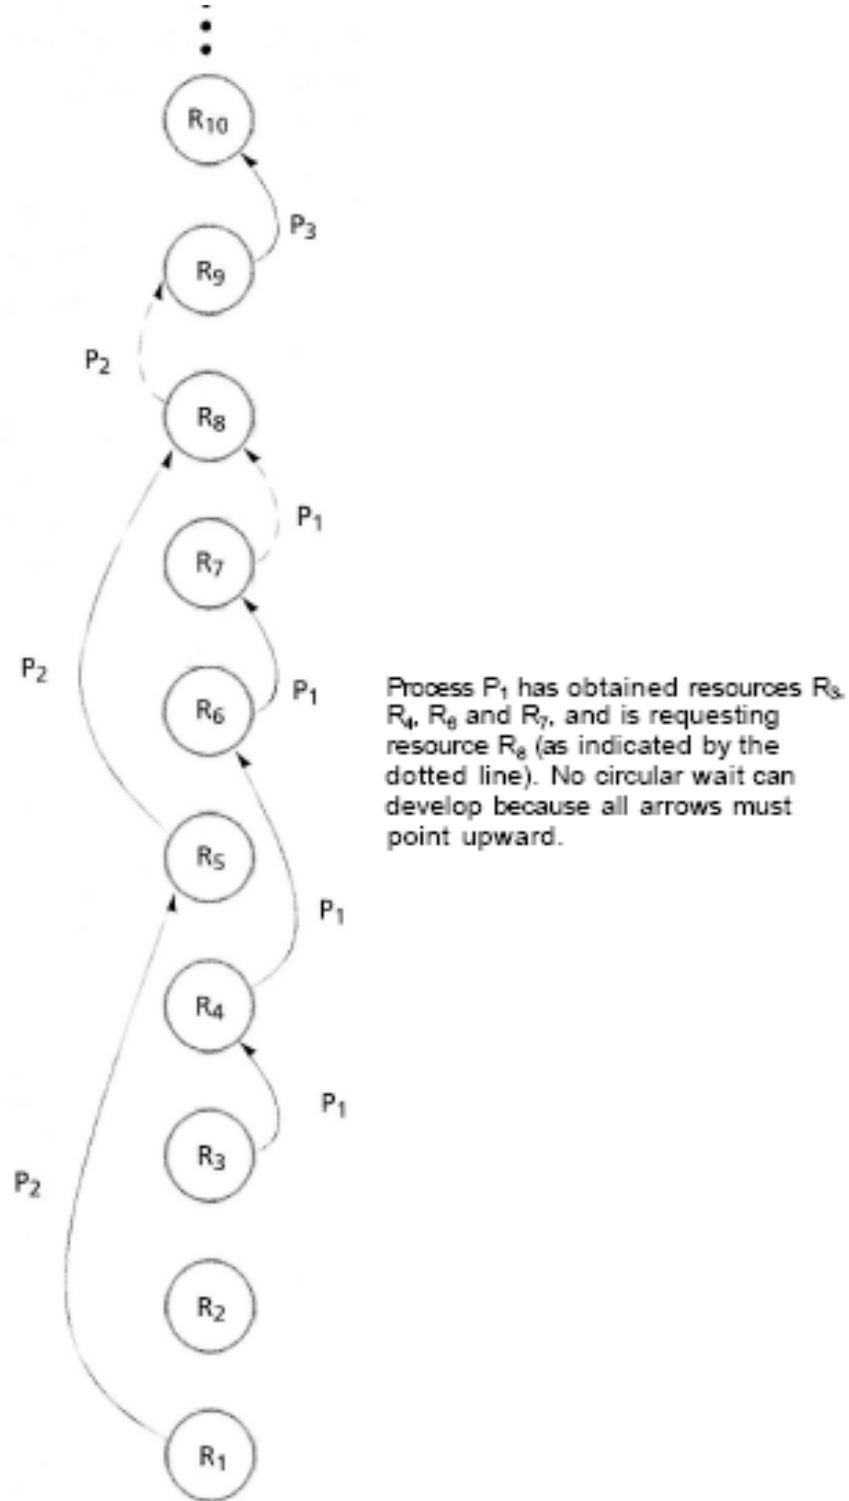 R10
P3
R9
P2
R8
P1
R7
P2
P1
R6
Process P1 has obtained resources R3,
R4, R6 and R7, and is requesting
resource R8 (as indicated by the
dotted line). No circular wait can
develop because all arrows must
point upward.
R5
P1
R4
P1
R3
P2
R2
R1